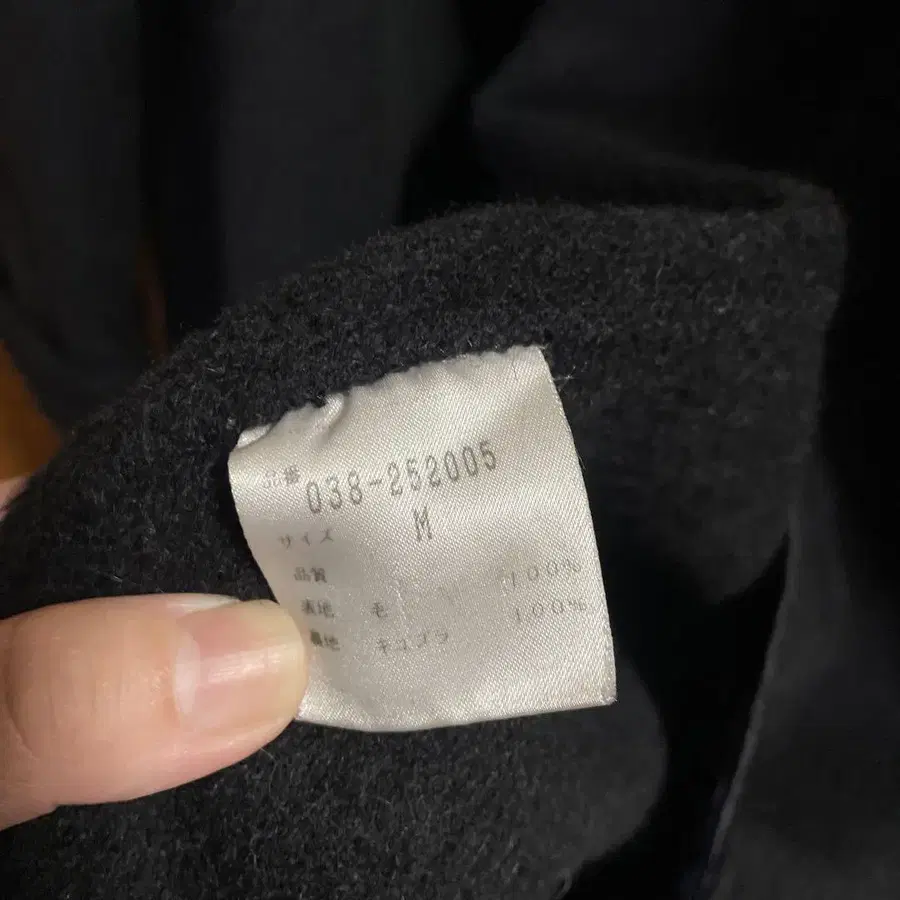 品番 038-252005
サイズ M
品質
表地 毛 100%
裏地 キュプラ 100%